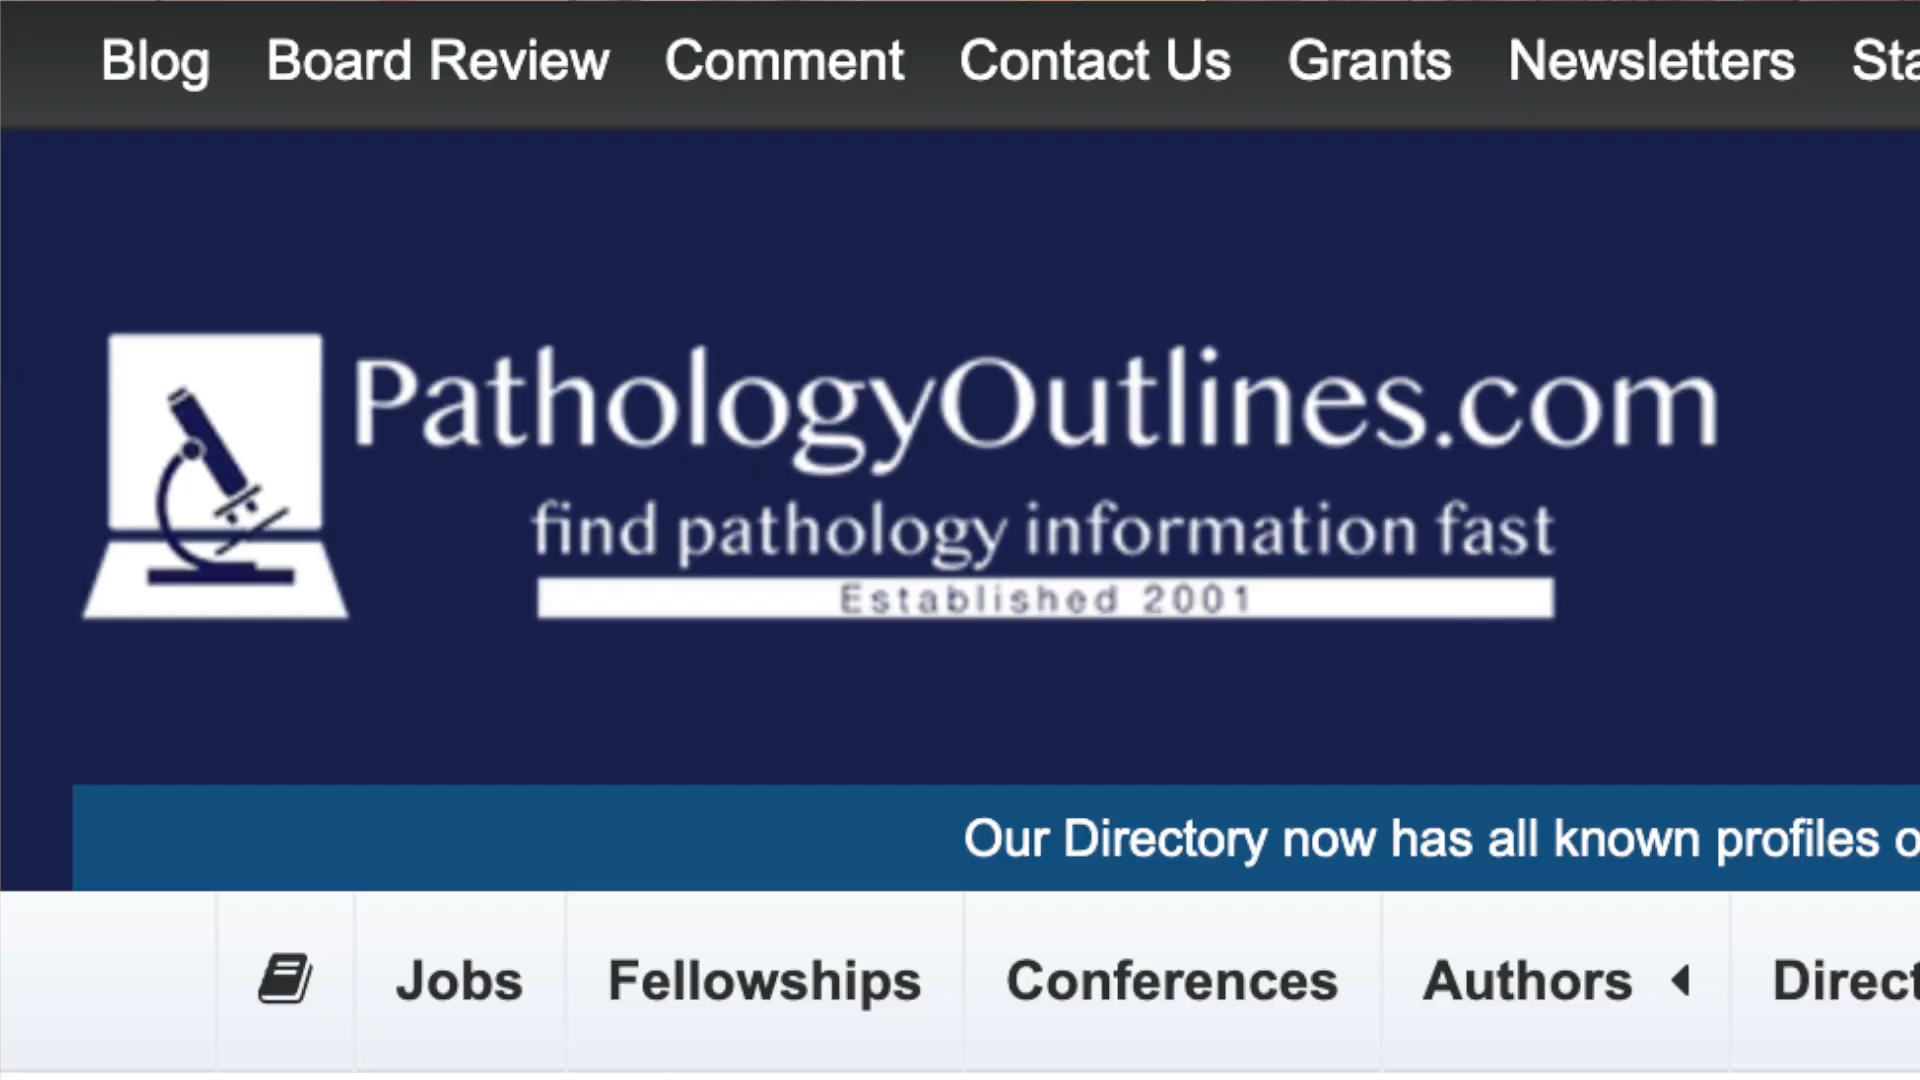 Blog Board Review Comment Contact Us Grants Newsletters
PathologyOutlines.com
find pathology information fast
Established 2001
Our Directory now has all known profiles
Jobs Fellowships Conferences Authors